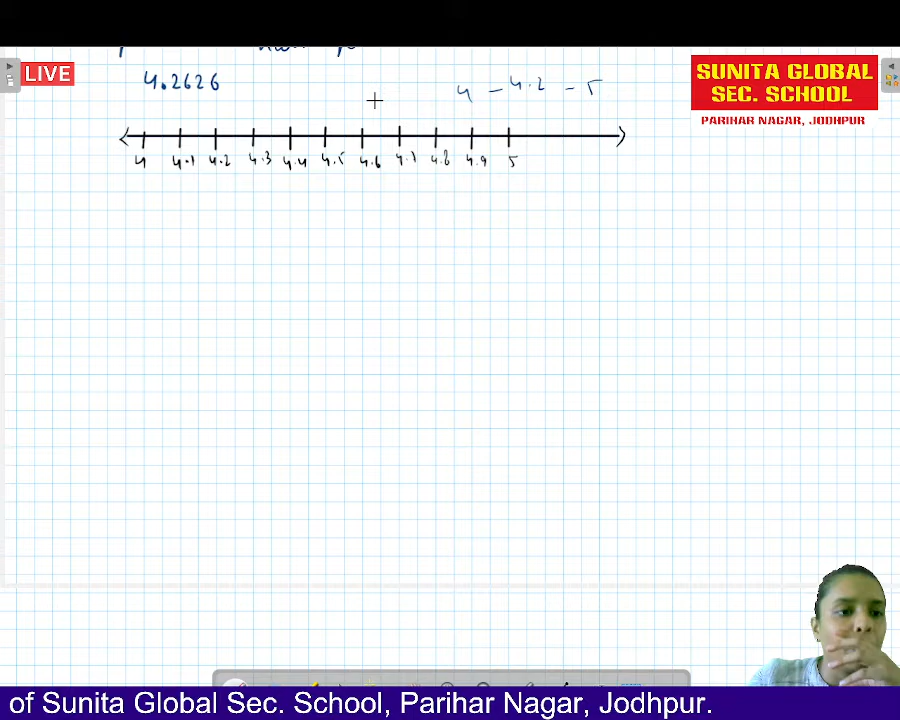 LIVE
4.2626
4 - 4.2 - 5
SUNITA GLOBAL
SEC. SCHOOL
PARIHAR NAGAR, JODHPUR
4 4.1 4.2 4.3 4.4 4.5 4.6 4.7 4.8 4.9 5
of Sunita Global Sec. School, Parihar Nagar, Jodhpur.